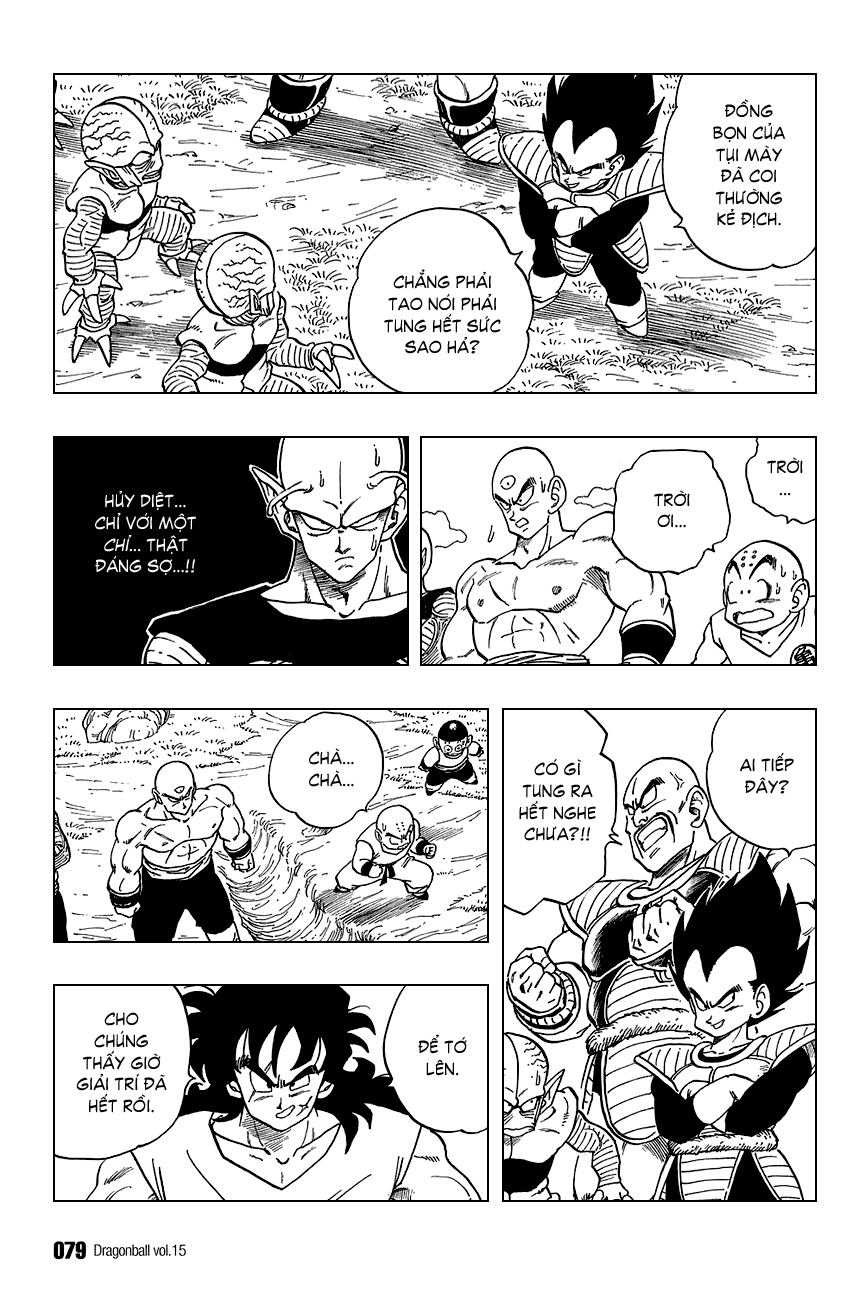 ĐỒNG
BỌN CỦA
TỤI MÀY
ĐÃ COI
THƯỜNG
KẺ ĐỊCH.
CHẲNG PHẢI
TAO NÓI PHẢI
TUNG HẾT SỨC
SAO HẢ?
TRỜI
...
TRỜI
ƠI...
HỦY DIỆT...
CHỈ VỚI MỘT
CHỈ... THẬT
ĐÁNG SỢ...!!
AI TIẾP
ĐÂY?
CÓ GÌ
TUNG RA
HẾT NGHE
CHƯA?!!
CHÀ...
CHÀ...
ĐỂ TỚ
LÊN.
CHO
CHÚNG
THẤY GIỜ
GIẢI TRÍ ĐÃ
HẾT RỒI.
079 Dragonball vol.15